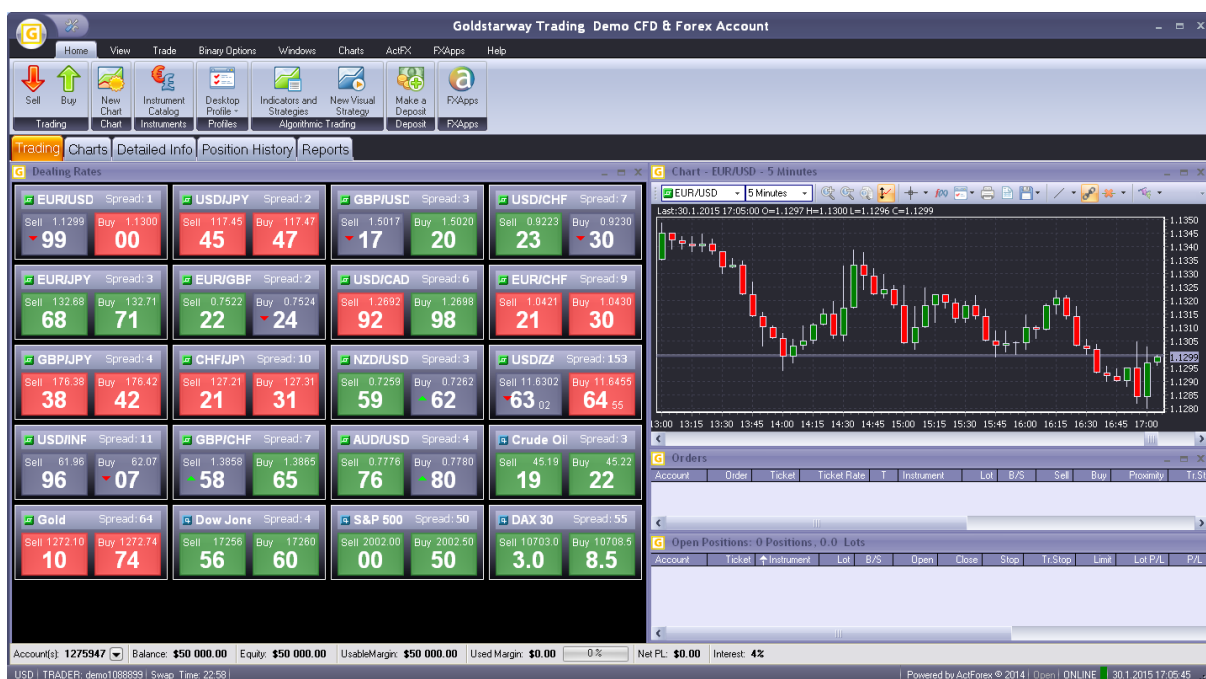 Goldstarway Trading Demo CFD & Forex Account
Home View Trade Binary Options Windows Charts ActFX FXApps Help
Sell Buy New Chart Instrument Catalog Desktop Profile Indicators and Strategies New Visual Strategy Make a Deposit FXApps
Trading Chart Instruments Profiles Algorithmic Trading Deposit FXApps
Trading Charts Detailed Info Position History Reports
Dealing Rates
EUR/USD Spread: 1 USD/JPY Spread: 2 GBP/USD Spread: 3 USD/CHF Spread: 7
Sell 1.1299 Buy 1.1300 Sell 117.45 Buy 117.47 Sell 1.5017 Buy 1.5020 Sell 0.9223 Buy 0.9230
99 00 45 47 17 20 23 30
EUR/JPY Spread: 3 EUR/GBF Spread: 2 USD/CAD Spread: 6 EUR/CHF Spread: 9
Sell 132.68 Buy 132.71 Sell 0.7522 Buy 0.7524 Sell 1.2692 Buy 1.2698 Sell 1.0421 Buy 1.0430
68 71 22 24 92 98 21 30
GBP/JPY Spread: 4 CHF/JPY Spread: 10 NZD/USD Spread: 3 USD/ZA Spread: 153
Sell 176.38 Buy 176.42 Sell 127.21 Buy 127.31 Sell 0.7259 Buy 0.7262 Sell 11.6302 Buy 11.6455
38 42 21 31 59 62 63 02 64 55
USD/INF Spread: 11 GBP/CHF Spread: 7 AUD/USD Spread: 4 Crude Oil Spread: 3
Sell 61.96 Buy 62.07 Sell 1.3858 Buy 1.3865 Sell 0.7776 Buy 0.7780 Sell 45.19 Buy 45.22
96 07 58 65 76 80 19 22
Gold Spread: 64 Dow Jone Spread: 4 S&P 500 Spread: 50 DAX 30 Spread: 55
Sell 1272.10 Buy 1272.74 Sell 17256 Buy 17260 Sell 2002.00 Buy 2002.50 Sell 10703.0 Buy 10708.5
10 74 56 60 00 50 3.0 8.5
Chart - EUR/USD - 5 Minutes
EUR/USD 5 Minutes
Last:30.1.2015 17:05:00 O=1.1297 H=1.1300 L=1.1296 C=1.1299
1.1350
1.1345
1.1340
1.1335
1.1330
1.1325
1.1320
1.1315
1.1310
1.1305
1.1299
1.1295
1.1290
1.1285
1.1280
13:00 13:15 13:30 13:45 14:00 14:15 14:30 14:45 15:00 15:15 15:30 15:45 16:00 16:15 16:30 16:45 17:00
Orders
Account Order Ticket Ticket Rate T Instrument Lot B/S Sell Buy Proximity Tr.St
Open Positions: 0 Positions, 0.0 Lots
Account Ticket Instrument Lot B/S Open Close Stop Tr.Stop Limit Lot P/L P/L
Account(s): 1275947 Balance: $50 000.00 Equity: $50 000.00 UsableMargin: $50 000.00 Used Margin: $0.00 0% Net PL: $0.00 Interest: 4%
USD | TRADER: demo1088899 | Swap Time: 22:58 | Powered by ActForex © 2014 | Open | ONLINE 30.1.2015 17:05:45